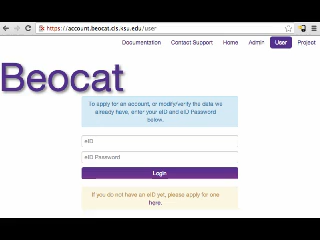 https://account.beocat.cis.ksu.edu/user
Documentation Contact Support Home Admin User Project
Beocat
To apply for an account, or modify/verify the data we
already have, enter your eID and eID Password
below.
eID
eID Password
Login
If you do not have an eID yet, please apply for one
here.